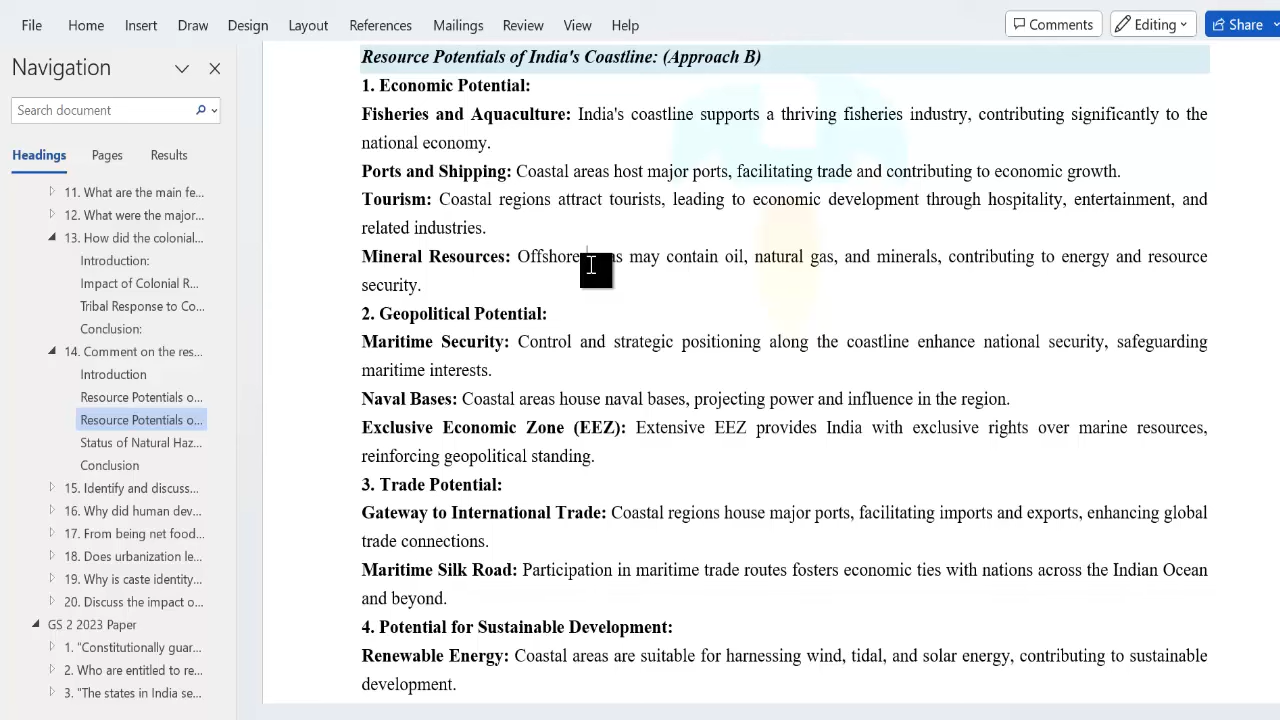 File Home Insert Draw Design Layout References Mailings Review View Help Comments Editing Share
Navigation
Search document
Headings Pages Results
11. What are the main fe...
12. What were the major...
13. How did the colonial...
Introduction:
Impact of Colonial R...
Tribal Response to Co...
Conclusion:
14. Comment on the res...
Introduction
Resource Potentials o...
Resource Potentials o...
Status of Natural Haz...
Conclusion
15. Identify and discuss...
16. Why did human dev...
17. From being net food...
18. Does urbanization le...
19. Why is caste identity...
20. Discuss the impact o...
GS 2 2023 Paper
1. "Constitutionally guar...
2. Who are entitled to re...
3. "The states in India se...
Resource Potentials of India's Coastline: (Approach B)
1. Economic Potential:
Fisheries and Aquaculture: India's coastline supports a thriving fisheries industry, contributing significantly to the
national economy.
Ports and Shipping: Coastal areas host major ports, facilitating trade and contributing to economic growth.
Tourism: Coastal regions attract tourists, leading to economic development through hospitality, entertainment, and
related industries.
Mineral Resources: Offshore may contain oil, natural gas, and minerals, contributing to energy and resource
security.
2. Geopolitical Potential:
Maritime Security: Control and strategic positioning along the coastline enhance national security, safeguarding
maritime interests.
Naval Bases: Coastal areas house naval bases, projecting power and influence in the region.
Exclusive Economic Zone (EEZ): Extensive EEZ provides India with exclusive rights over marine resources,
reinforcing geopolitical standing.
3. Trade Potential:
Gateway to International Trade: Coastal regions house major ports, facilitating imports and exports, enhancing global
trade connections.
Maritime Silk Road: Participation in maritime trade routes fosters economic ties with nations across the Indian Ocean
and beyond.
4. Potential for Sustainable Development:
Renewable Energy: Coastal areas are suitable for harnessing wind, tidal, and solar energy, contributing to sustainable
development.